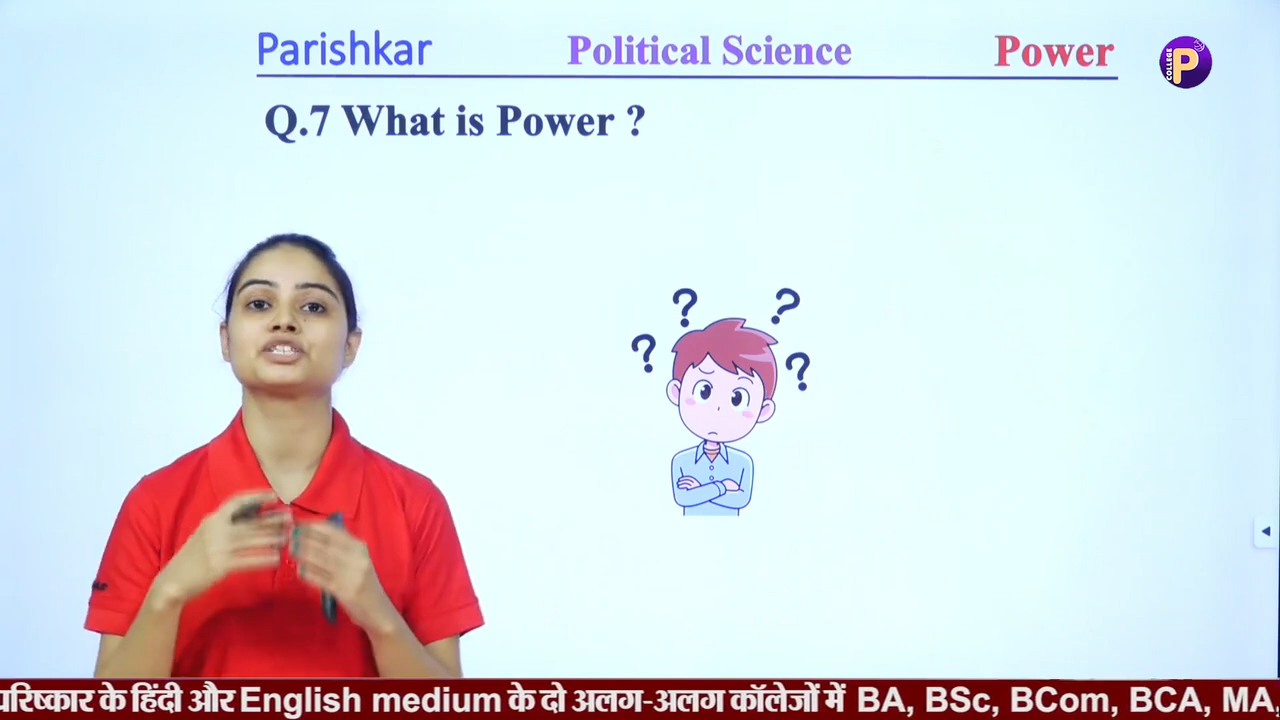 Parishkar Political Science Power
COLLEGE P
Q.7 What is Power ?
? ?
? ?
परिष्कार के हिंदी और English medium के दो अलग-अलग कॉलेजों में BA, BSc, BCom, BCA, MA,